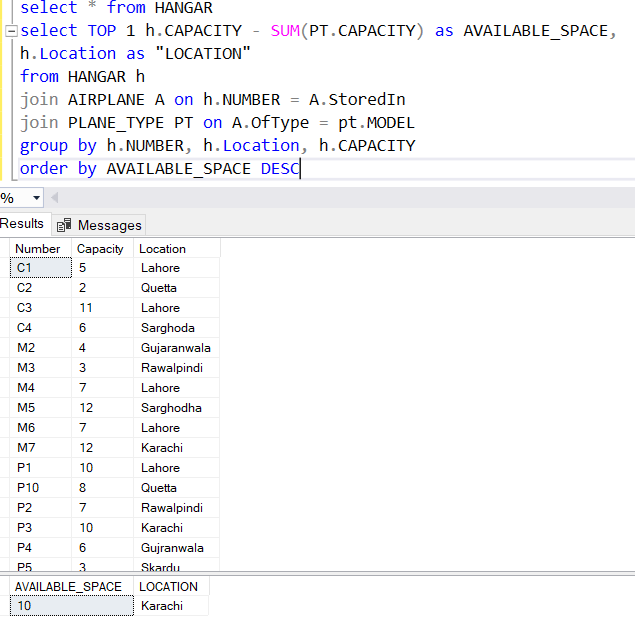 select * from HANGAR
select TOP 1 h.CAPACITY - SUM(PT.CAPACITY) as AVAILABLE_SPACE,
h.Location as "LOCATION"
from HANGAR h
join AIRPLANE A on h.NUMBER = A.StoredIn
join PLANE_TYPE PT on A.OfType = pt.MODEL
group by h.NUMBER, h.Location, h.CAPACITY
order by AVAILABLE_SPACE DESC
%
Results Messages
Number Capacity Location
C1 5 Lahore
C2 2 Quetta
C3 11 Lahore
C4 6 Sarghoda
M2 4 Gujaranwala
M3 3 Rawalpindi
M4 7 Lahore
M5 12 Sarghodha
M6 7 Lahore
M7 12 Karachi
P1 10 Lahore
P10 8 Quetta
P2 7 Rawalpindi
P3 10 Karachi
P4 6 Gujranwala
P5 3 Skardu
AVAILABLE_SPACE LOCATION
10 Karachi